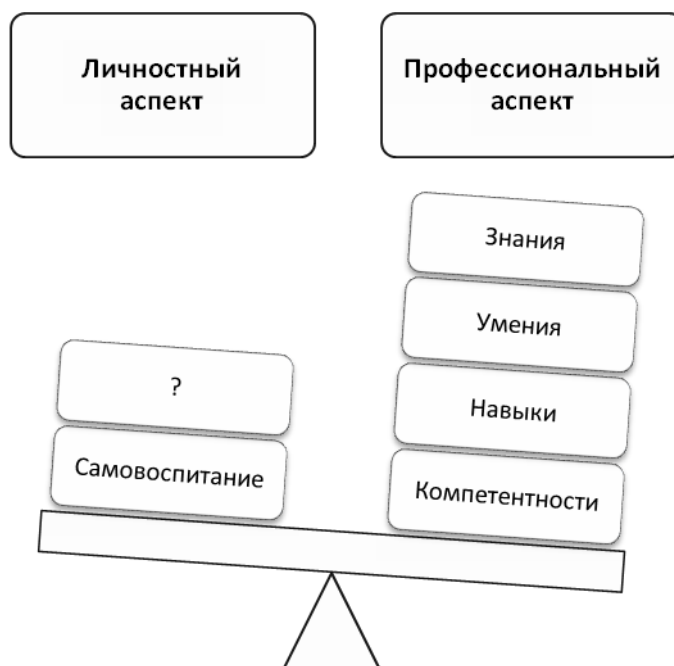 Личностный
аспект
Профессиональный
аспект
Знания
Умения
Навыки
Компетентности
?
Самовоспитание